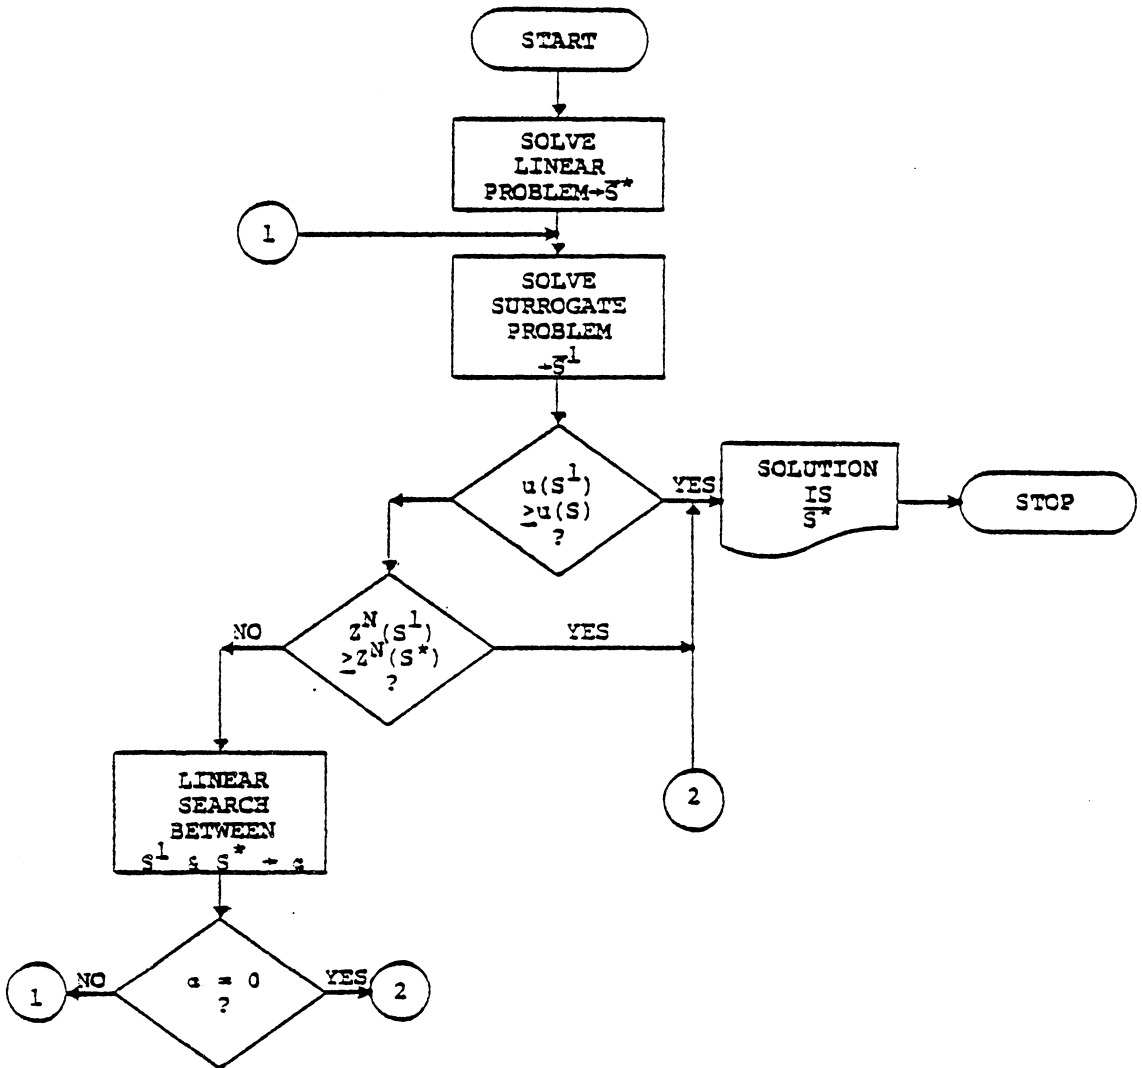 START
SOLVE
LINEAR
PROBLEM→S̅*
1
SOLVE
SURROGATE
PROBLEM
→S̅¹
u(S¹)
≥u(S)
?
YES
SOLUTION
IS
S̅*
STOP
Z^N(S¹)
≥Z^N(S*)
?
NO
YES
LINEAR
SEARCH
BETWEEN
S¹ & S* → α
2
α = 0
?
NO
YES
1
2